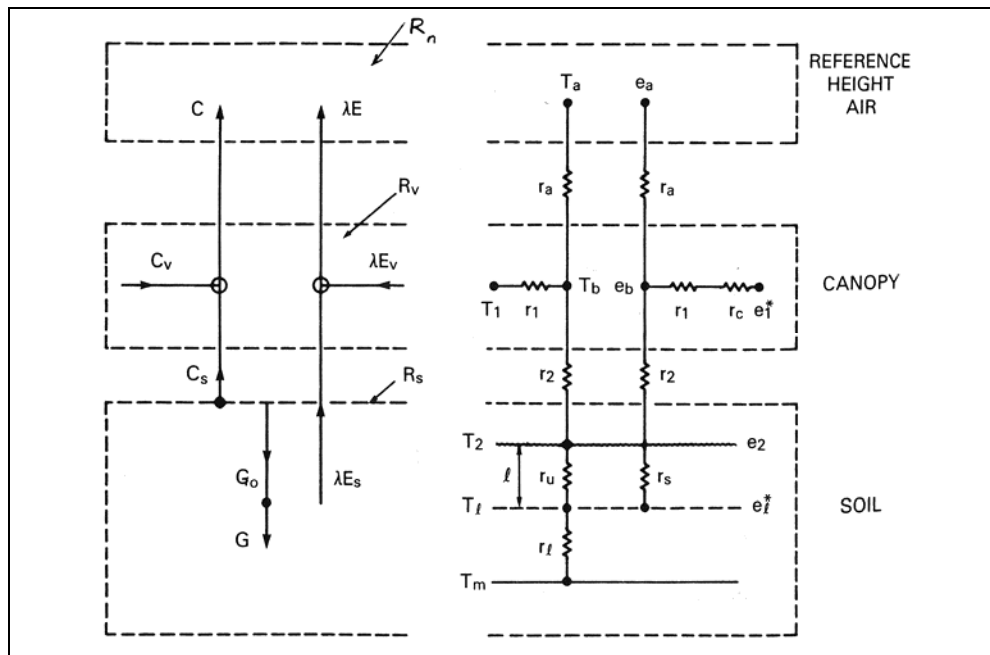 Rn
REFERENCE
HEIGHT
AIR
Ta ea
C λE
ra ra
Rv
Cv λEv
Tb eb
T1 r1 r1 rc e1*
CANOPY
Cs Rs
r2 r2
T2 e2
Go λEs ℓ ru rs
Tℓ eℓ*
SOIL
G rℓ
Tm